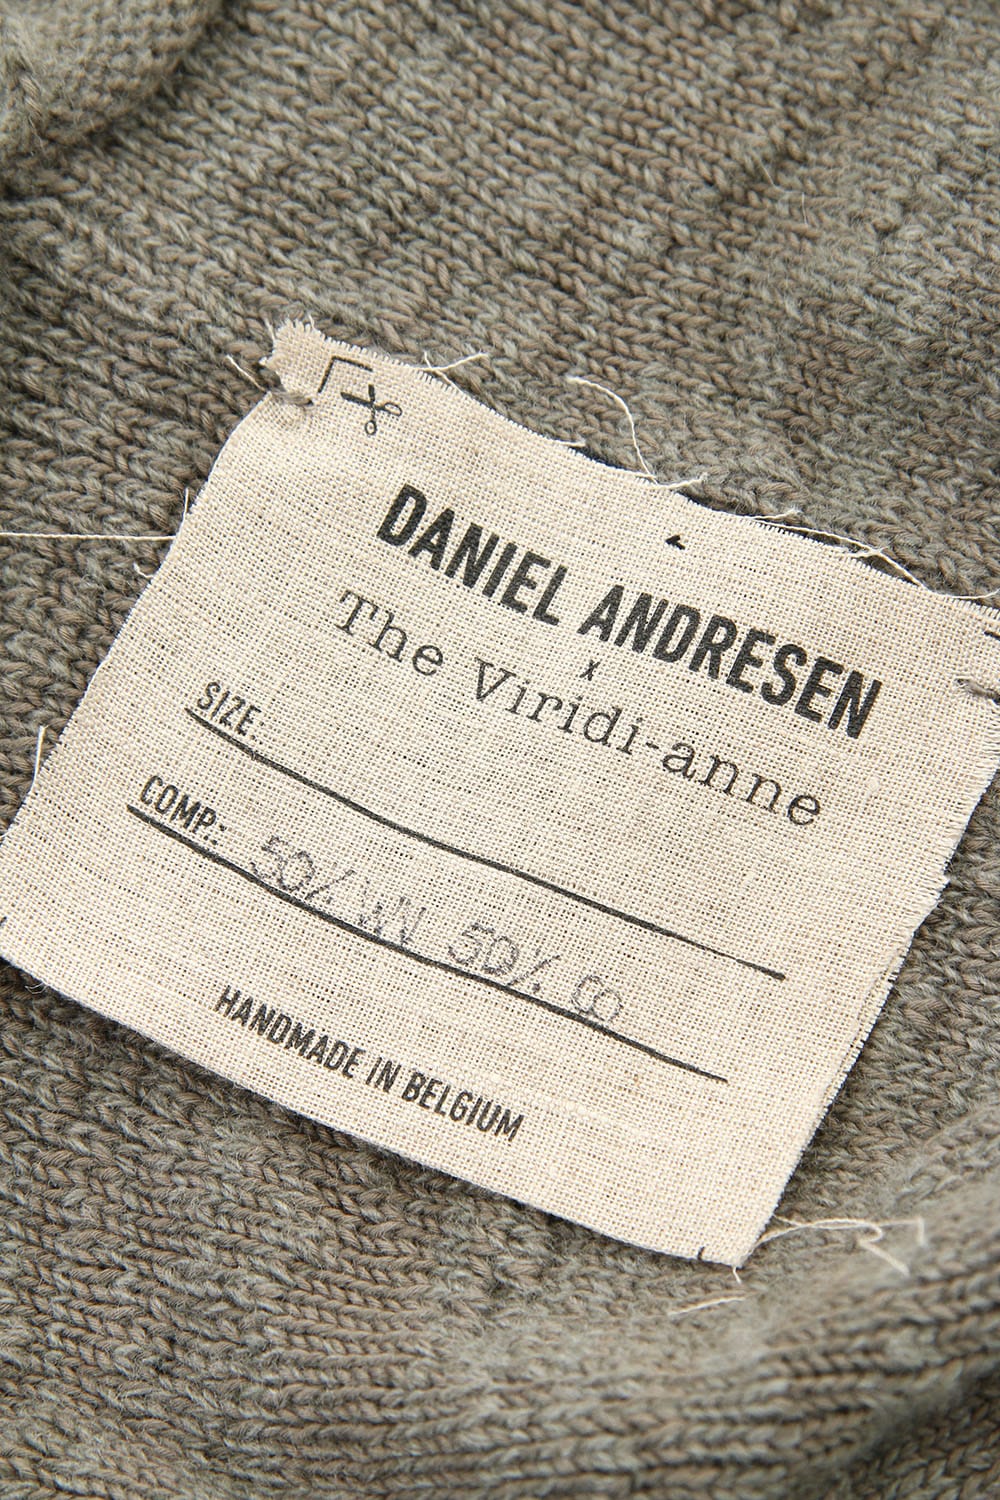 DANIEL ANDRESEN
x
The Viridi-anne
SIZE:
COMP.: 50% WV 50% CO
HANDMADE IN BELGIUM